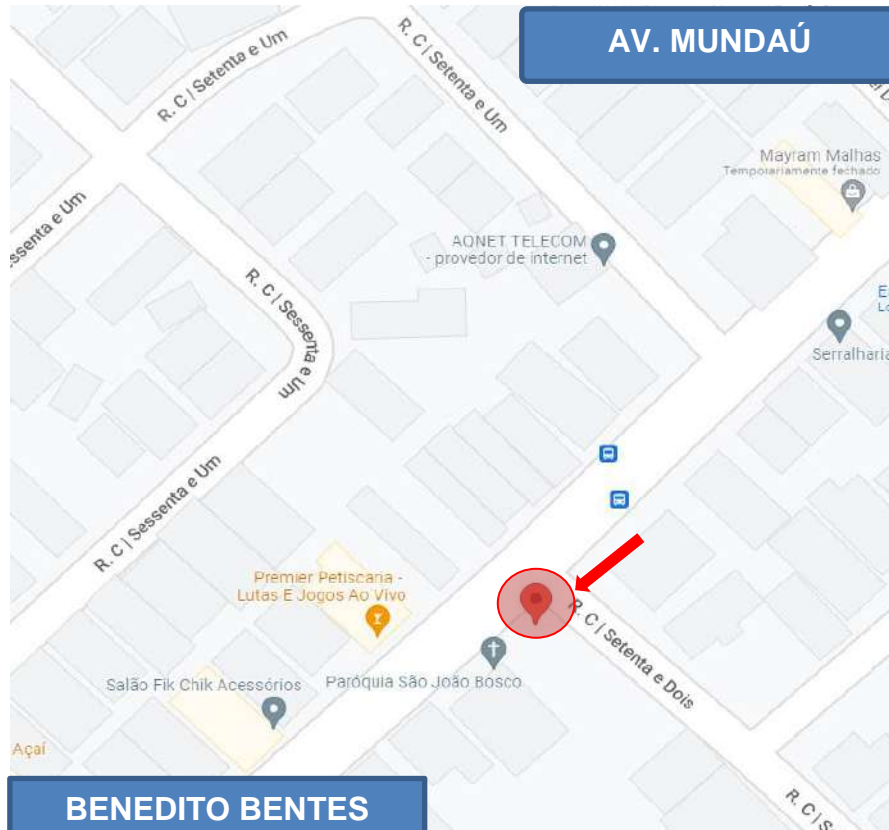 AV. MUNDAÚ
R. C | Setenta e Um
R. C | Setenta e Um
Mayram Malhas
Temporariamente fechado
AQNET TELECOM
- provedor de internet
R. C | Sessenta e Um
Serralharia
R. C | Sessenta e Um
Premier Petiscaria -
Lutas E Jogos Ao Vivo
R. C | Setenta e Dois
Paróquia São João Bosco
Salão Fik Chik Acessórios
Açaí
BENEDITO BENTES